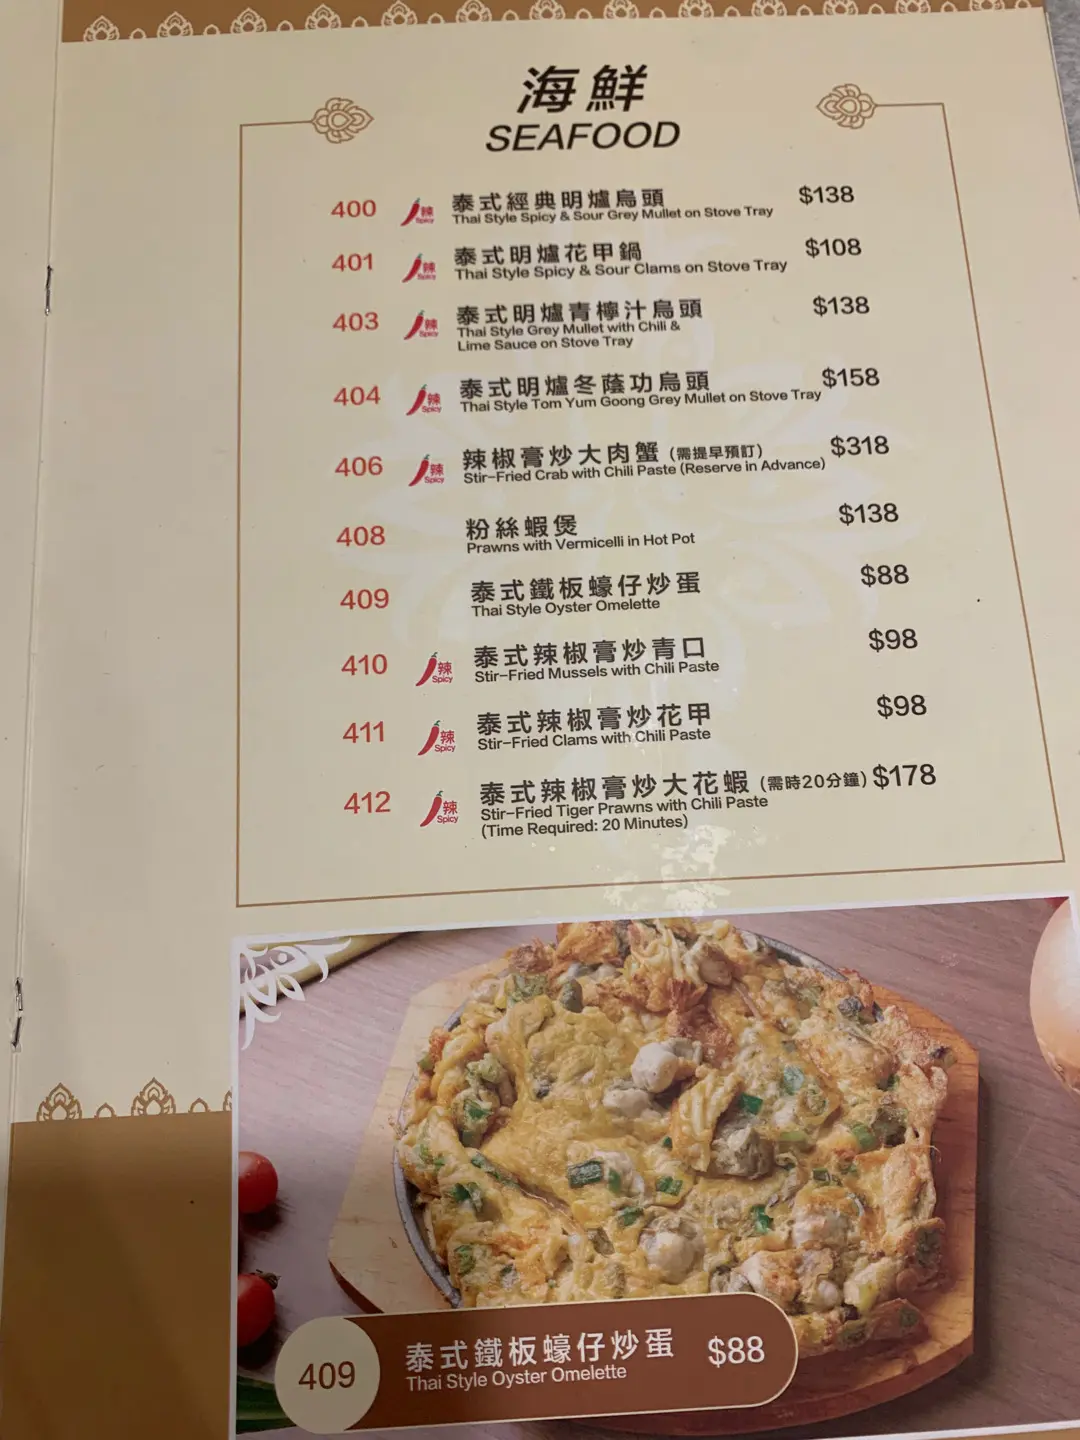 海鮮
SEAFOOD
400 辣 Spicy 泰式經典明爐烏頭 $138
Thai Style Spicy & Sour Grey Mullet on Stove Tray
401 辣 Spicy 泰式明爐花甲鍋 $108
Thai Style Spicy & Sour Clams on Stove Tray
403 辣 Spicy 泰式明爐青檸汁烏頭 $138
Thai Style Grey Mullet with Chili &
Lime Sauce on Stove Tray
404 辣 Spicy 泰式明爐冬蔭功烏頭 $158
Thai Style Tom Yum Goong Grey Mullet on Stove Tray
406 辣 Spicy 辣椒膏炒大肉蟹 (需提早預訂) $318
Stir-Fried Crab with Chili Paste (Reserve in Advance)
408 粉絲蝦煲 $138
Prawns with Vermicelli in Hot Pot
409 泰式鐵板蠔仔炒蛋 $88
Thai Style Oyster Omelette
410 辣 Spicy 泰式辣椒膏炒青口 $98
Stir-Fried Mussels with Chili Paste
411 辣 Spicy 泰式辣椒膏炒花甲 $98
Stir-Fried Clams with Chili Paste
412 辣 Spicy 泰式辣椒膏炒大花蝦 (需時20分鐘) $178
Stir-Fried Tiger Prawns with Chili Paste
(Time Required: 20 Minutes)
409 泰式鐵板蠔仔炒蛋 $88
Thai Style Oyster Omelette